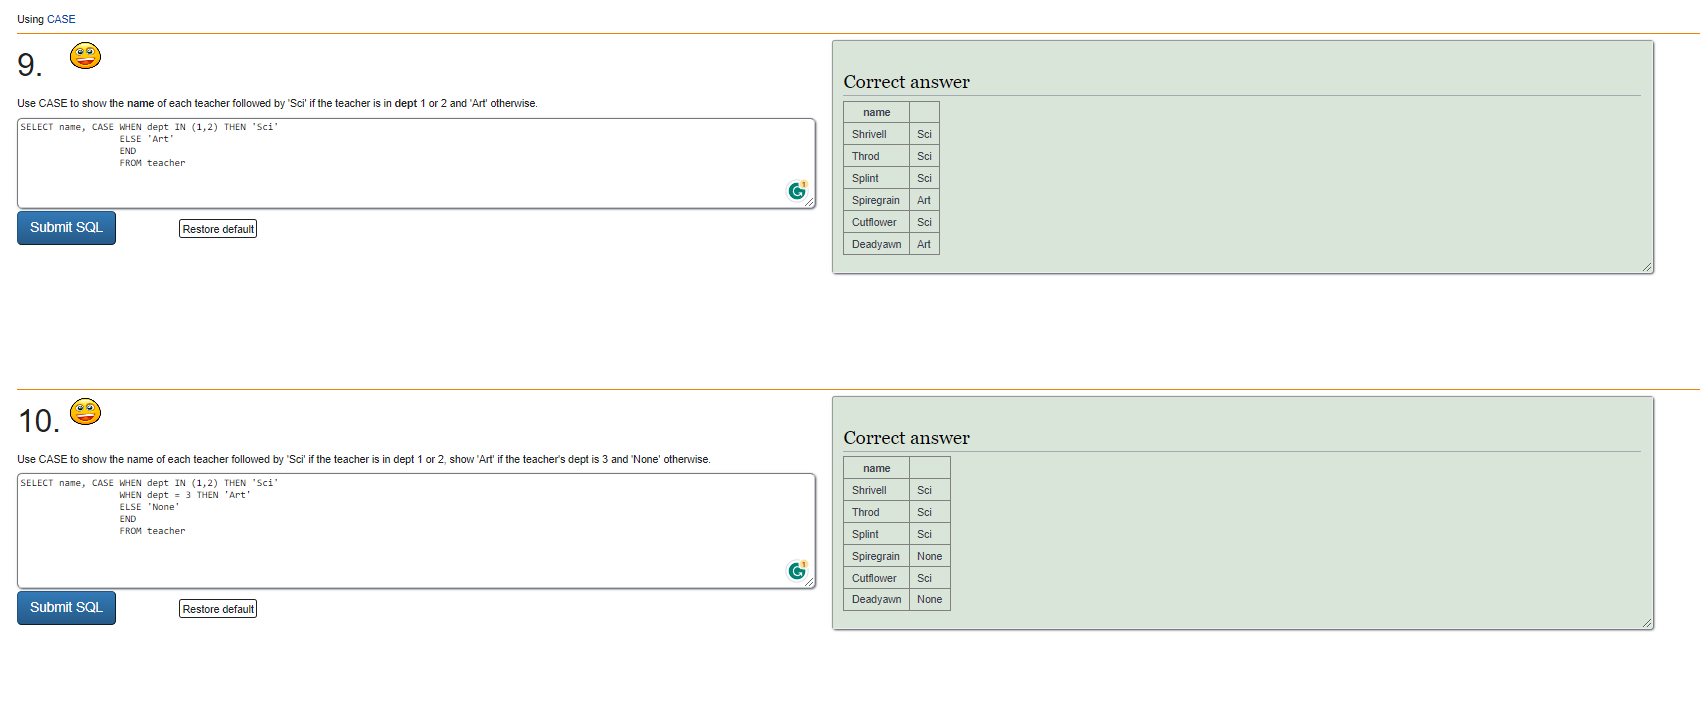 Using CASE
9.
Use CASE to show the name of each teacher followed by 'Sci' if the teacher is in dept 1 or 2 and 'Art' otherwise.
SELECT name, CASE WHEN dept IN (1,2) THEN 'Sci'
ELSE 'Art'
END
FROM teacher
1
Submit SQL
Restore default
Correct answer
name
Shrivell Sci
Throd Sci
Splint Sci
Spiregrain Art
Cutflower Sci
Deadyawn Art
10.
Use CASE to show the name of each teacher followed by 'Sci' if the teacher is in dept 1 or 2, show 'Art' if the teacher's dept is 3 and 'None' otherwise.
SELECT name, CASE WHEN dept IN (1,2) THEN 'Sci'
WHEN dept = 3 THEN 'Art'
ELSE 'None'
END
FROM teacher
1
Submit SQL
Restore default
Correct answer
name
Shrivell Sci
Throd Sci
Splint Sci
Spiregrain None
Cutflower Sci
Deadyawn None